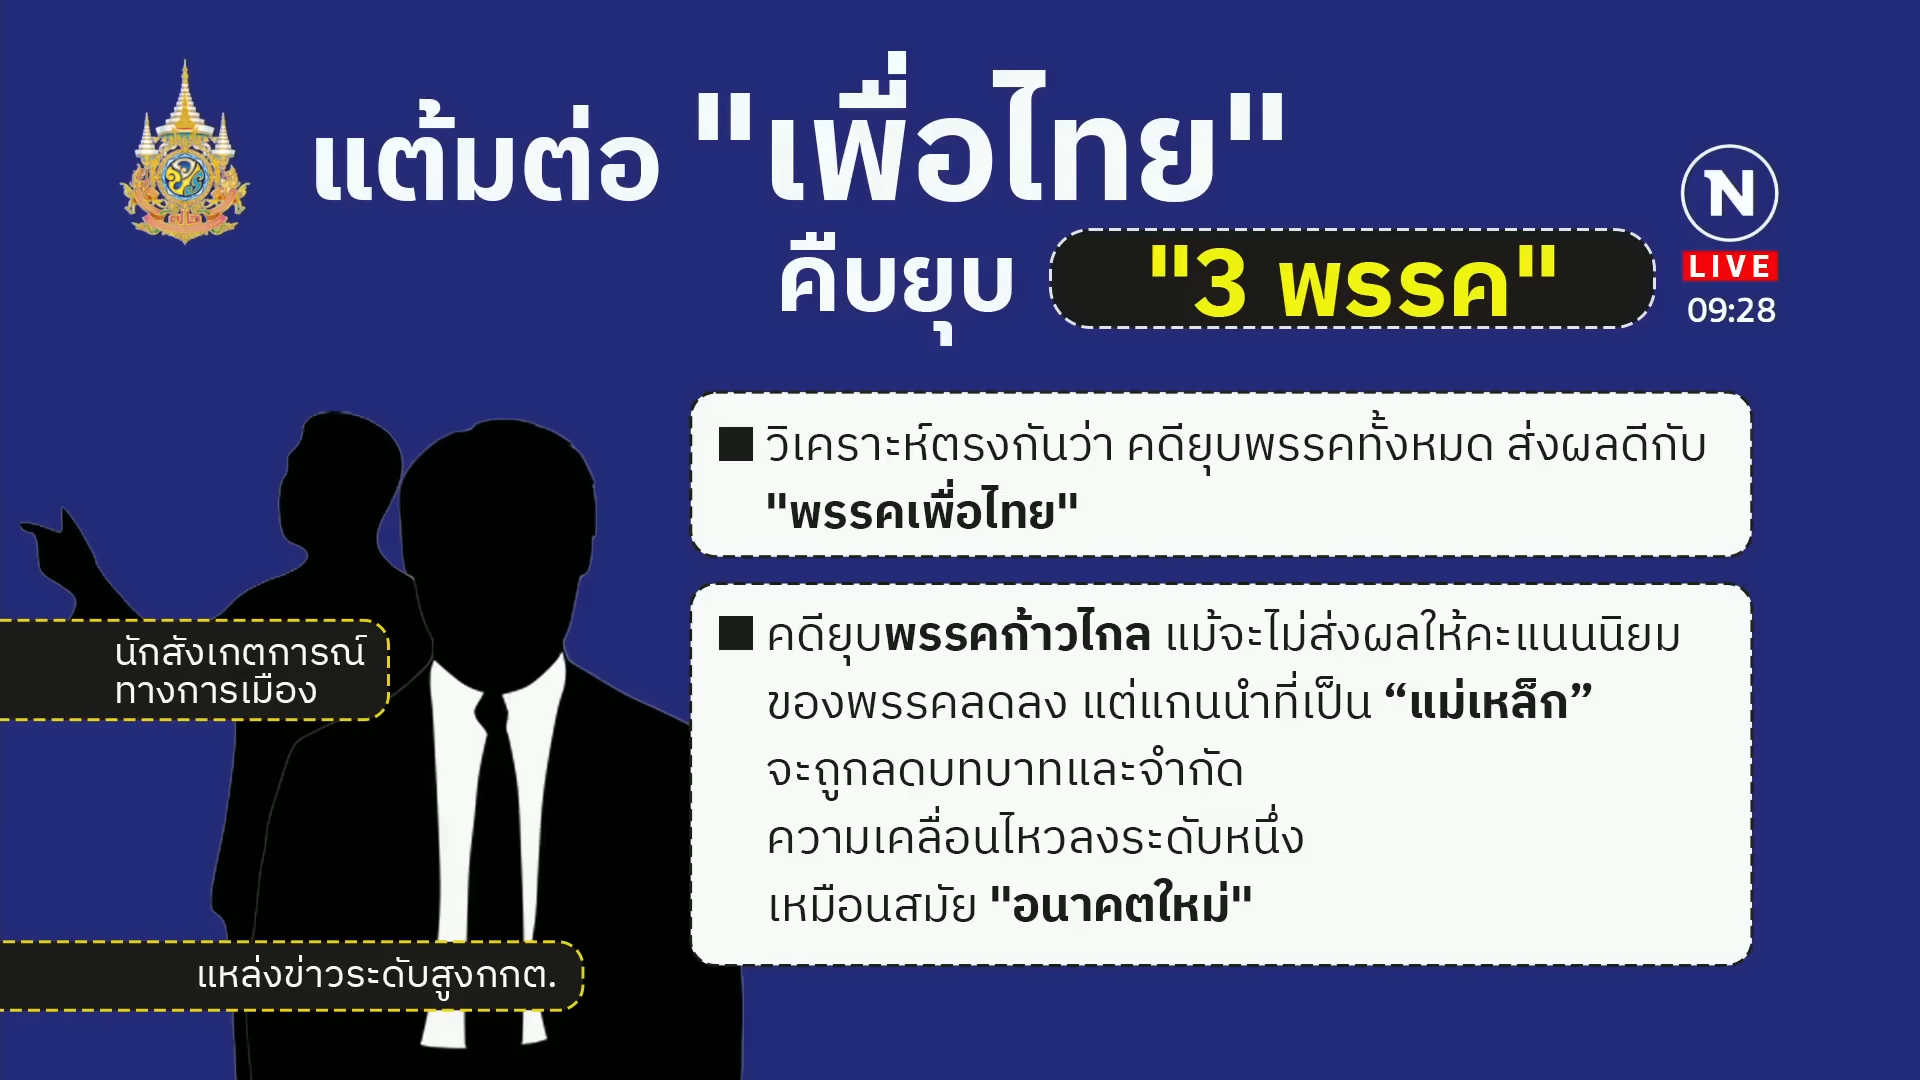 แต้มต่อ "เพื่อไทย"
คืบยุบ "3 พรรค"
N
LIVE
09:28
วิเคราะห์ตรงกันว่า คดียุบพรรคทั้งหมด ส่งผลดีกับ
"พรรคเพื่อไทย"
คดียุบพรรคก้าวไกล แม้จะไม่ส่งผลให้คะแนนนิยม
ของพรรคลดลง แต่แกนนำที่เป็น “แม่เหล็ก”
จะถูกลดบทบาทและจำกัด
ความเคลื่อนไหวลงระดับหนึ่ง
เหมือนสมัย "อนาคตใหม่"
นักสังเกตการณ์
ทางการเมือง
แหล่งข่าวระดับสูงกกต.